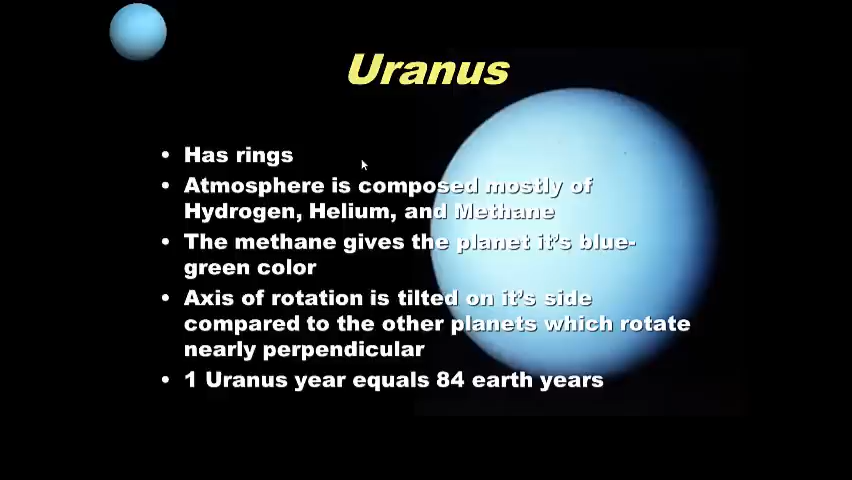 Uranus
• Has rings
• Atmosphere is composed mostly of
Hydrogen, Helium, and Methane
• The methane gives the planet it's blue-
green color
• Axis of rotation is tilted on it's side
compared to the other planets which rotate
nearly perpendicular
• 1 Uranus year equals 84 earth years